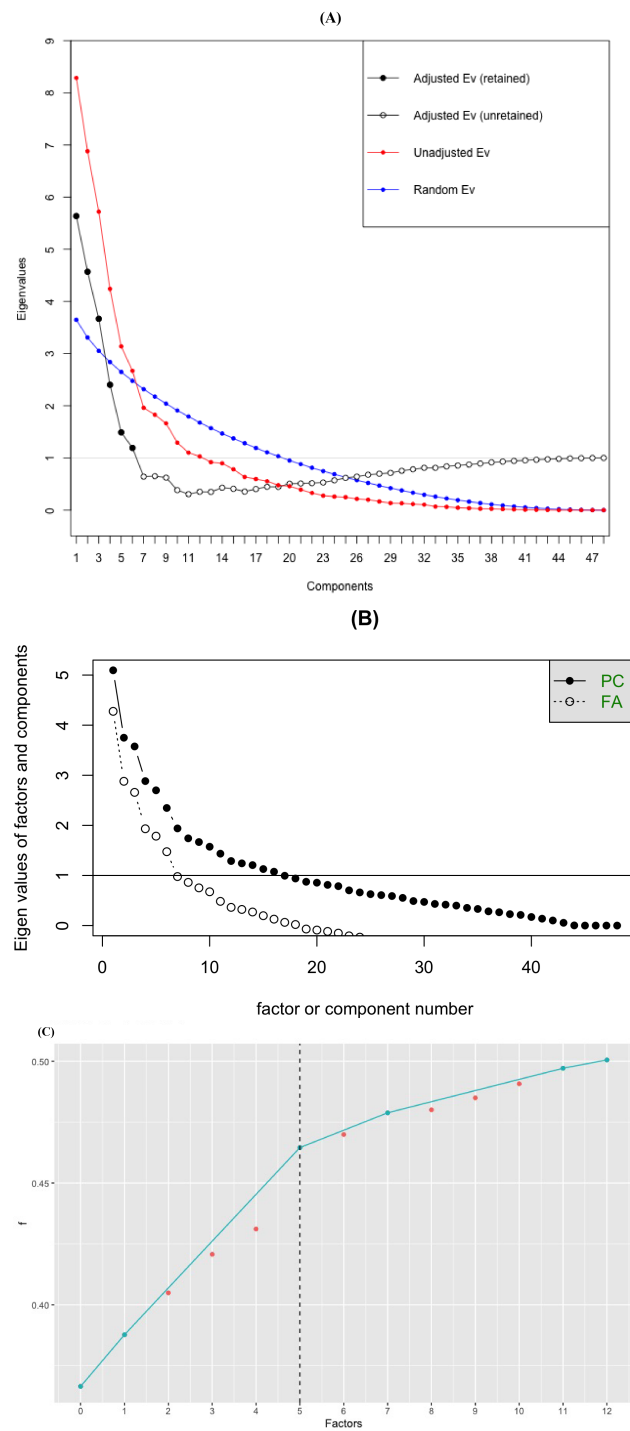 (A)
Eigenvalues
9
8
7
6
5
4
3
2
1
0
Adjusted Ev (retained)
Adjusted Ev (unretained)
Unadjusted Ev
Random Ev
1 3 5 7 9 11 14 17 20 23 26 29 32 35 38 41 44 47
Components
(B)
Eigen values of factors and components
5
4
3
2
1
0
PC
FA
0 10 20 30 40
factor or component number
(C)
f
0.50
0.45
0.40
0 1 2 3 4 5 6 7 8 9 10 11 12
Factors